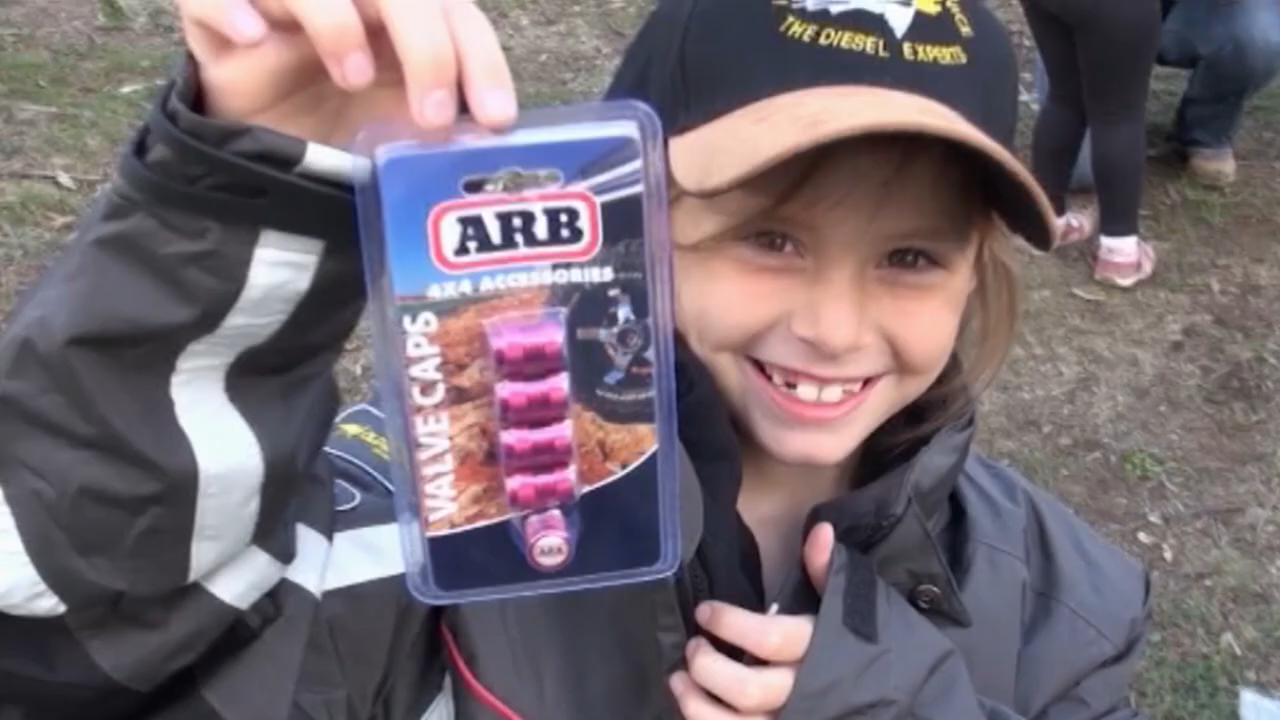 THE DIESEL EXPERTS
ARB
4X4 ACCESSORIES
VALVE CAPS
ARB